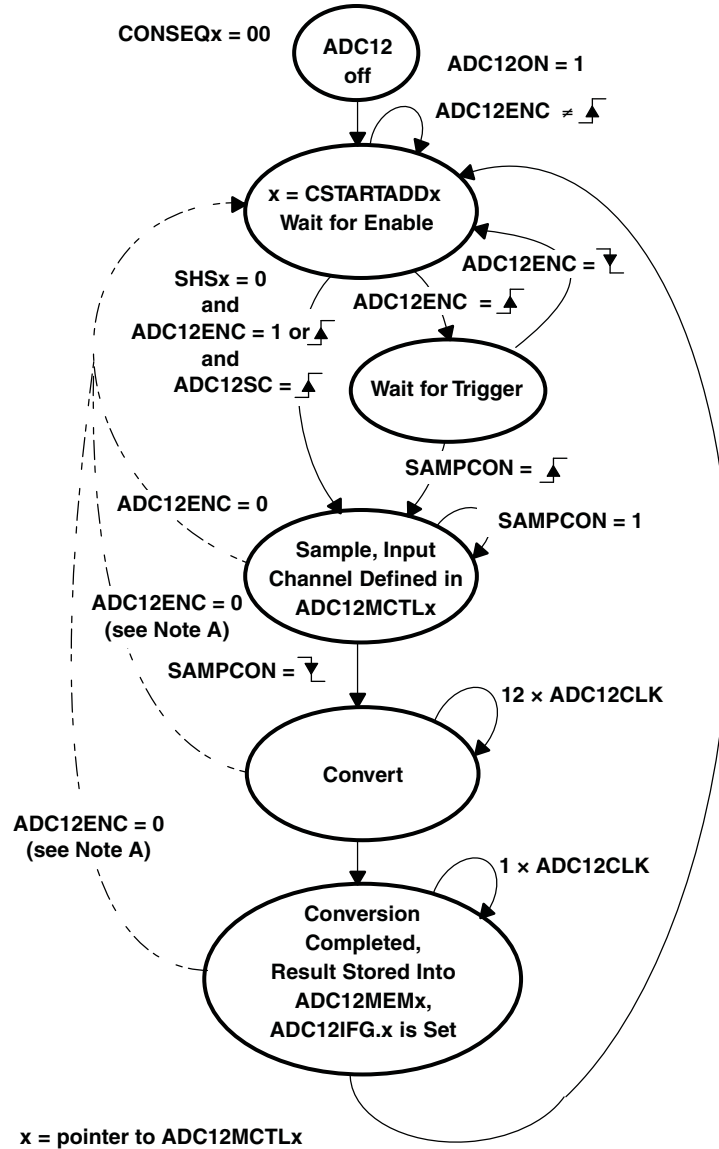 CONSEQx = 00
ADC12
off
ADC12ON = 1
ADC12ENC ≠
x = CSTARTADDx
Wait for Enable
ADC12ENC =
SHSx = 0
and
ADC12ENC = 1 or
and
ADC12SC =
ADC12ENC =
Wait for Trigger
SAMPCON =
ADC12ENC = 0
SAMPCON = 1
Sample, Input
Channel Defined in
ADC12MCTLx
ADC12ENC = 0
(see Note A)
SAMPCON =
12 × ADC12CLK
Convert
ADC12ENC = 0
(see Note A)
1 × ADC12CLK
Conversion
Completed,
Result Stored Into
ADC12MEMx,
ADC12IFG.x is Set
x = pointer to ADC12MCTLx